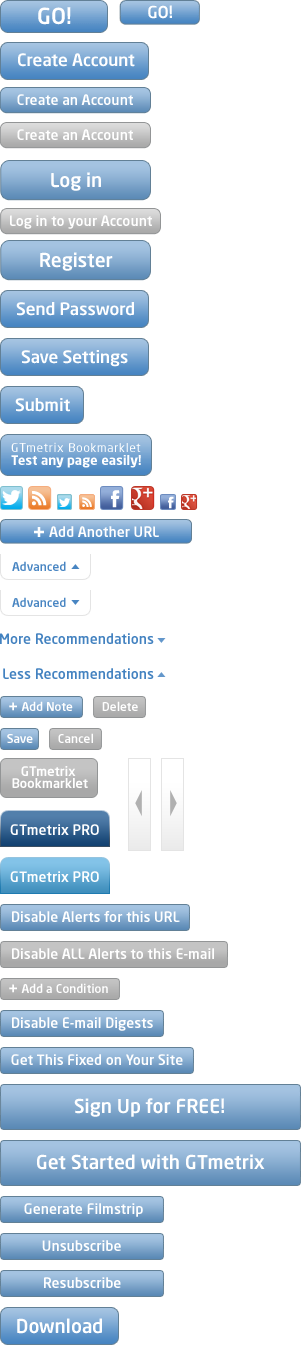 GO! GO!
Create Account
Create an Account
Create an Account
Log in
Log in to your Account
Register
Send Password
Save Settings
Submit
GTmetrix Bookmarklet
Test any page easily!
f g+ f g+
+ Add Another URL
Advanced
Advanced
More Recommendations
Less Recommendations
+ Add Note Delete
Save Cancel
GTmetrix
Bookmarklet
GTmetrix PRO
GTmetrix PRO
Disable Alerts for this URL
Disable ALL Alerts to this E-mail
+ Add a Condition
Disable E-mail Digests
Get This Fixed on Your Site
Sign Up for FREE!
Get Started with GTmetrix
Generate Filmstrip
Unsubscribe
Resubscribe
Download